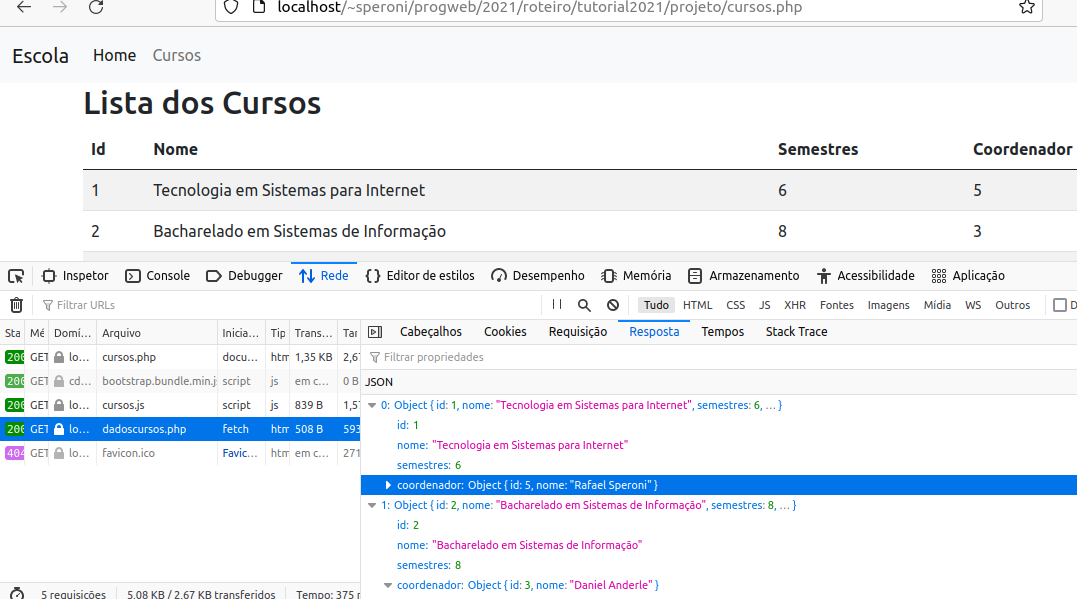 localhost/~speroni/progweb/2021/roteiro/tutorial2021/projeto/cursos.php
Escola Home Cursos
Lista dos Cursos
Id Nome Semestres Coordenador
1 Tecnologia em Sistemas para Internet 6 5
2 Bacharelado em Sistemas de Informação 8 3
Inspetor Console Debugger Rede Editor de estilos Desempenho Memória Armazenamento Acessibilidade Aplicação
Filtrar URLs Tudo HTML CSS JS XHR Fontes Imagens Mídia WS Outros D
Sta Mé Domí... Arquivo Inicia... Tip Trans... Tar Cabeçalhos Cookies Requisição Resposta Tempos Stack Trace
200 GET lo... cursos.php docu... htm 1,35 KB 2,67
200 GET cd... bootstrap.bundle.min.j script js em c... 0 B
200 GET lo... cursos.js script js 839 B 1,57
200 GET lo... dadoscursos.php fetch htm 508 B 593
404 GET lo... favicon.ico Favic... htm em c... 271
Filtrar propriedades
JSON
0: Object { id: 1, nome: "Tecnologia em Sistemas para Internet", semestres: 6, … }
id: 1
nome: "Tecnologia em Sistemas para Internet"
semestres: 6
coordenador: Object { id: 5, nome: "Rafael Speroni" }
1: Object { id: 2, nome: "Bacharelado em Sistemas de Informação", semestres: 8, … }
id: 2
nome: "Bacharelado em Sistemas de Informação"
semestres: 8
coordenador: Object { id: 3, nome: "Daniel Anderle" }
5 requisições 5,08 KB / 2,67 KB transferidos Tempo: 375 r